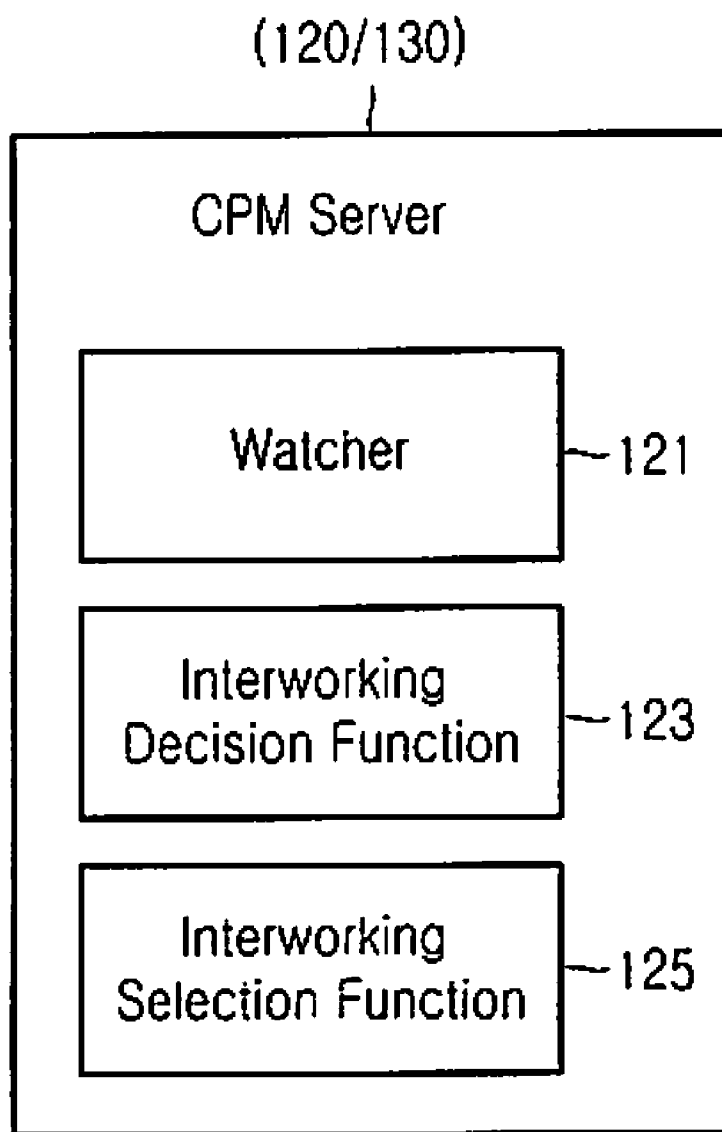 (120/130)
CPM Server
Watcher
121
Interworking
Decision Function
123
Interworking
Selection Function
125